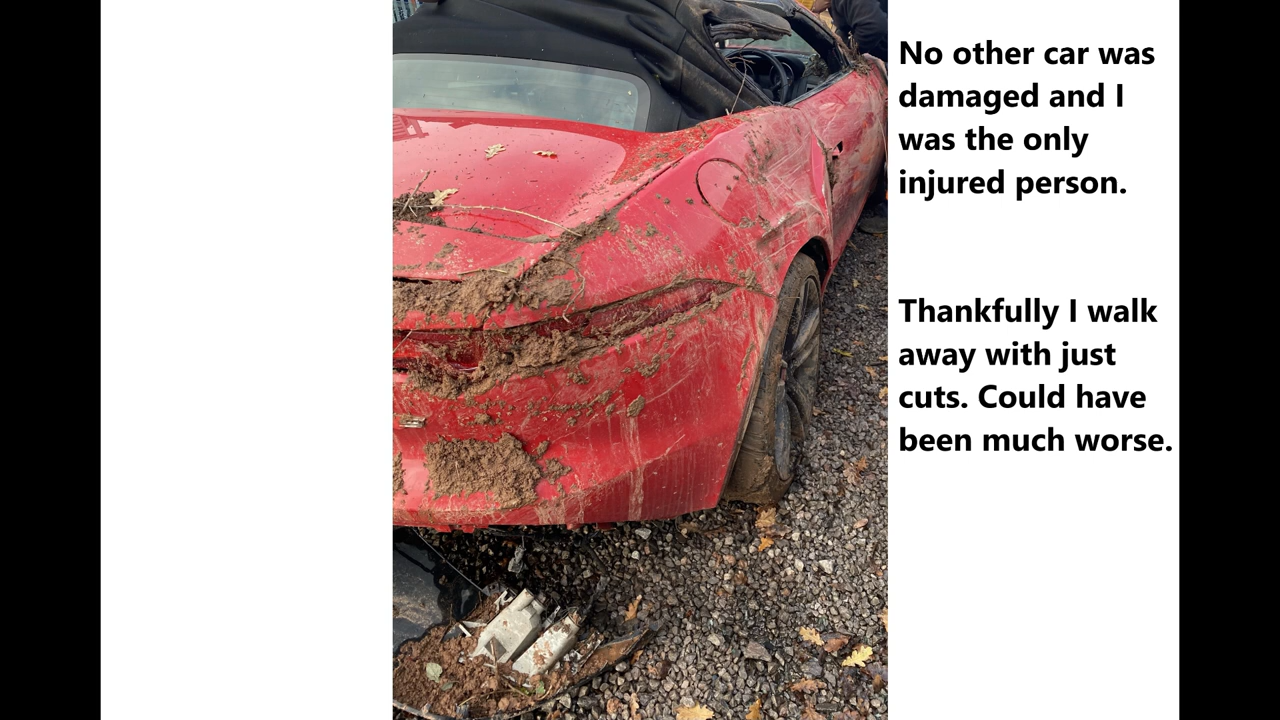 No other car was
damaged and I
was the only
injured person.
Thankfully I walk
away with just
cuts. Could have
been much worse.